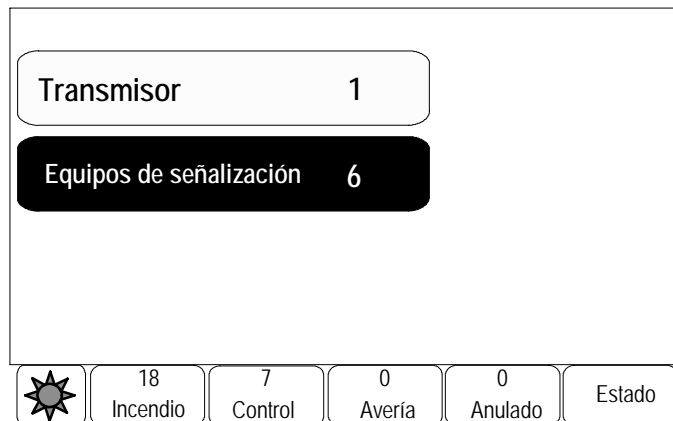 Transmisor 1
Equipos de señalización 6
18 7 0 0
Incendio Control Avería Anulado Estado